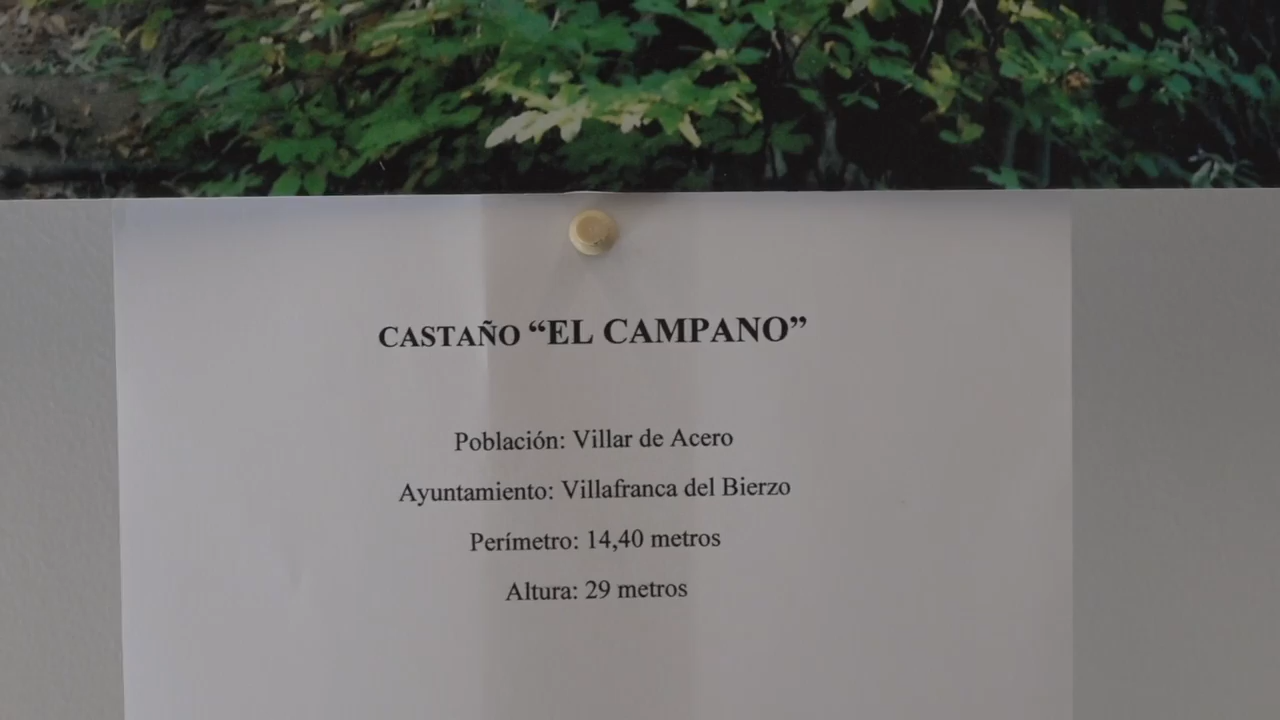 CASTAÑO “EL CAMPANO”
Población: Villar de Acero
Ayuntamiento: Villafranca del Bierzo
Perímetro: 14,40 metros
Altura: 29 metros